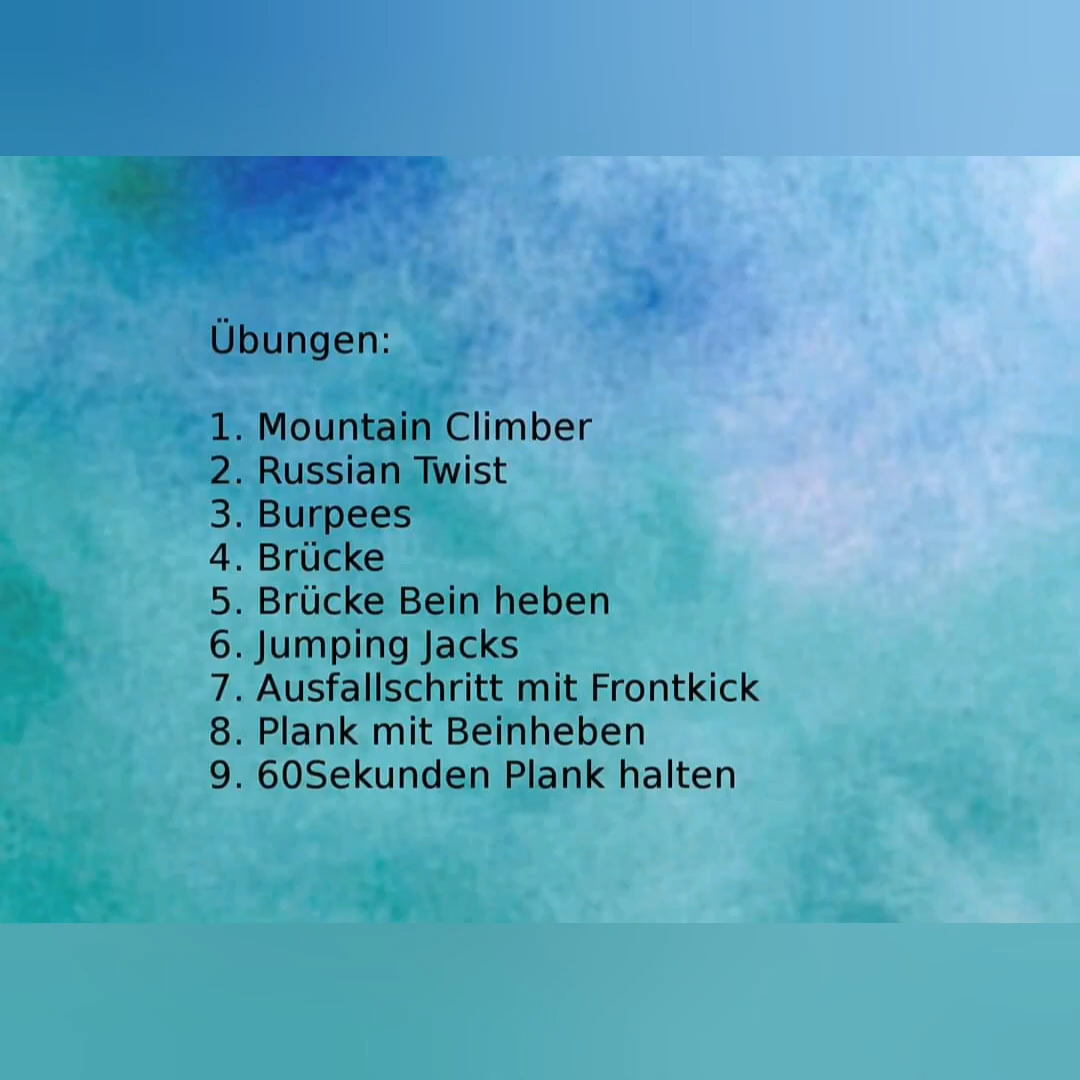 Übungen:
1. Mountain Climber
2. Russian Twist
3. Burpees
4. Brücke
5. Brücke Bein heben
6. Jumping Jacks
7. Ausfallschritt mit Frontkick
8. Plank mit Beinheben
9. 60Sekunden Plank halten